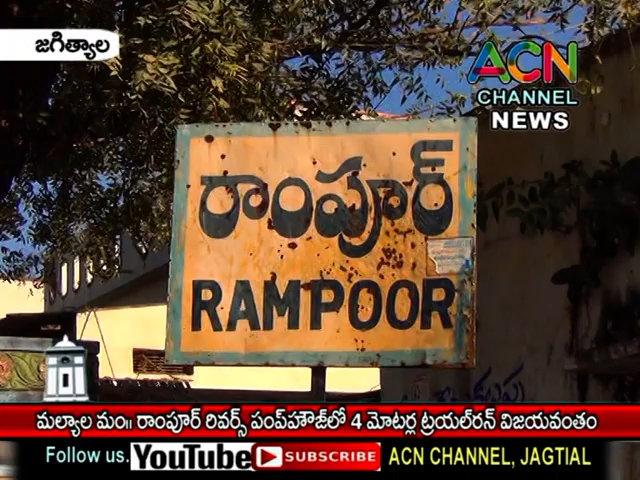 జగిత్యాల
ACN
CHANNEL
NEWS
రాంపూర్
RAMPOOR
మల్యాల మం॥ రాంపూర్ రివర్స్ పంప్‌హౌజ్‌లో 4 మోటర్ల ట్రయల్‌రన్ విజయవంతం
Follow us. YouTube SUBSCRIBE ACN CHANNEL, JAGTIAL